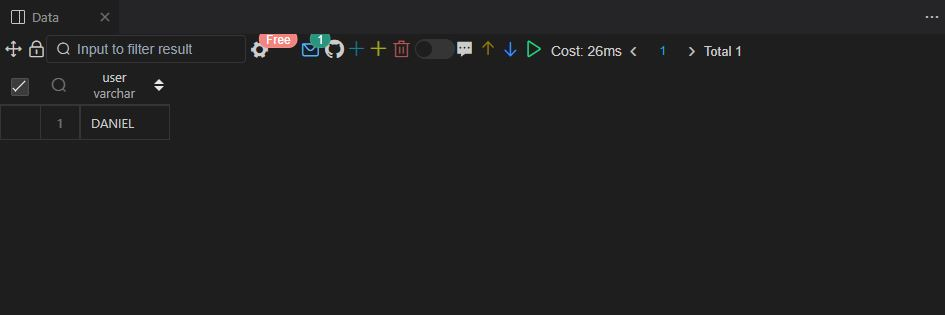 Data
Input to filter result Free 1 Cost: 26ms 1 Total 1
user
varchar
1 DANIEL